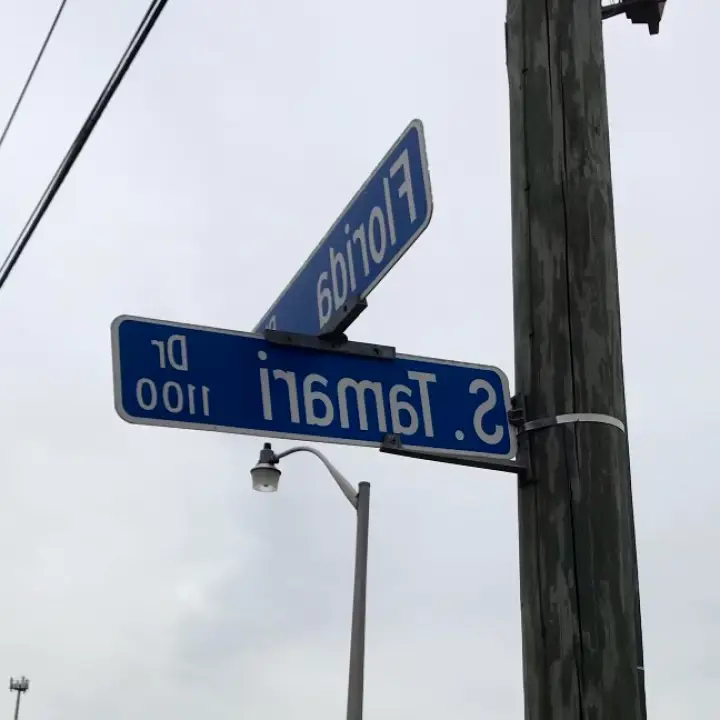 Florida
S. Tamari Dr
1100